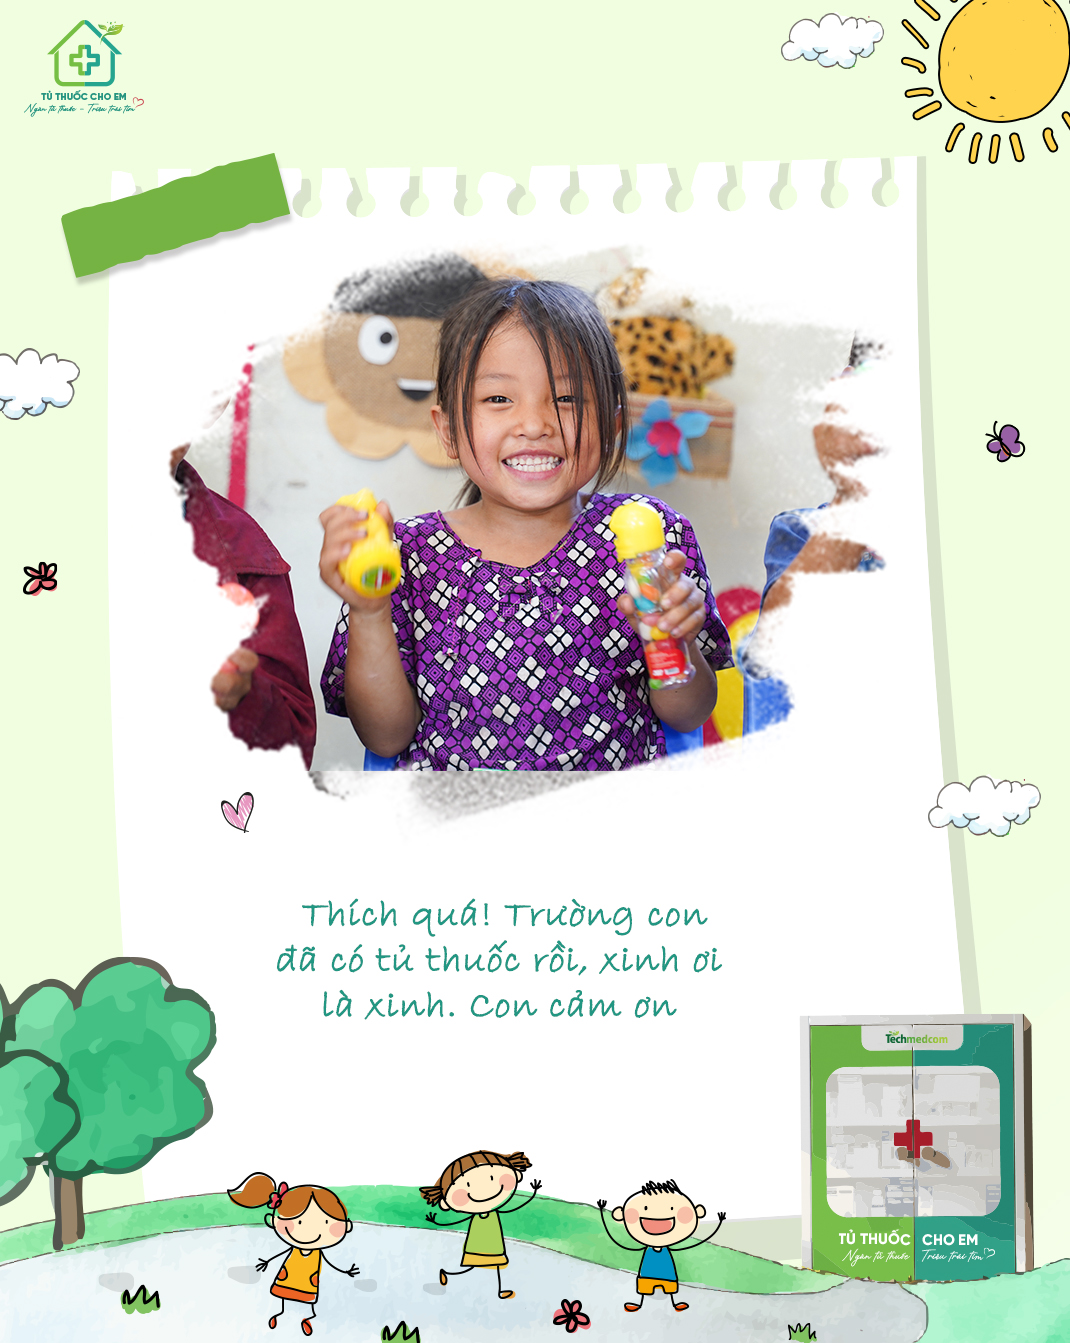 TỦ THUỐC CHO EM
Ngàn tủ thuốc - Triệu trái tim
Thích quá! Trường con
đã có tủ thuốc rồi, xinh ơi
là xinh. Con cảm ơn
Techmedcom
TỦ THUỐC CHO EM
Ngàn tủ thuốc Triệu trái tim